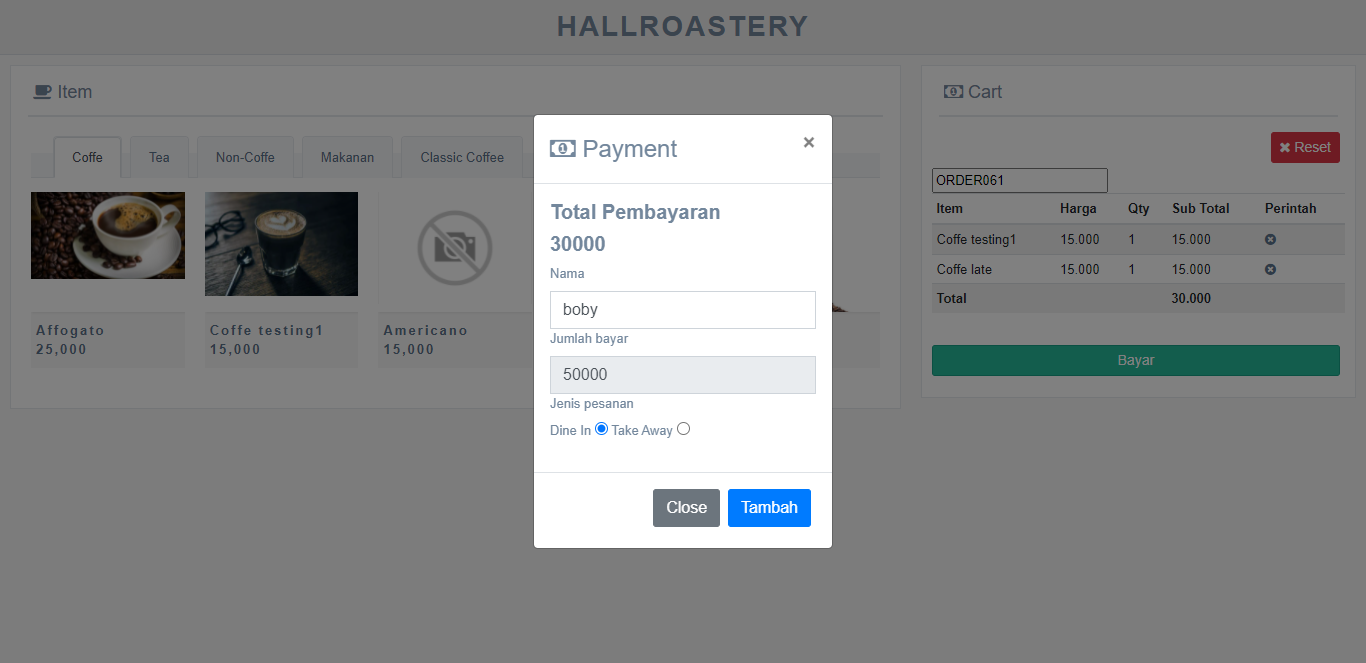 HALLROASTERY
Item
Coffe
Tea
Non-Coffe
Makanan
Classic Coffee
Affogato
25,000
Coffe testing1
15,000
Americano
15,000
Payment
×
Total Pembayaran
30000
Nama
boby
Jumlah bayar
50000
Jenis pesanan
Dine In Take Away
Close Tambah
Cart
Reset
ORDER061
Item Harga Qty Sub Total Perintah
Coffe testing1 15.000 1 15.000
Coffe late 15.000 1 15.000
Total 30.000
Bayar